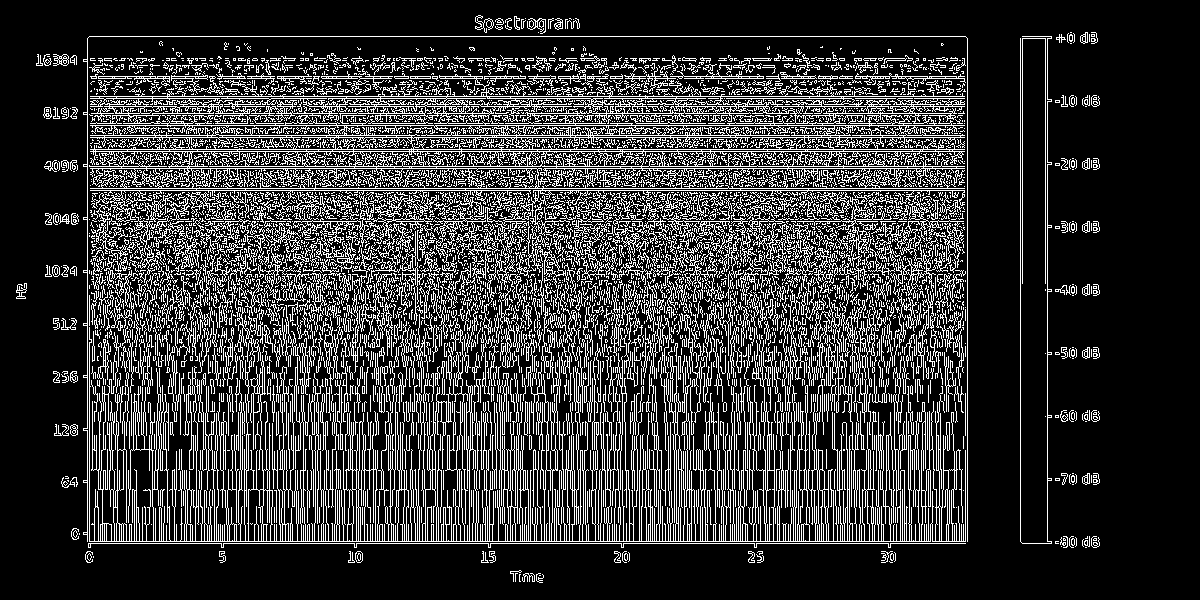 Spectrogram
Hz
16384
8192
4096
2048
1024
512
256
128
64
0
0 5 10 15 20 25 30
Time
+0 dB
-10 dB
-20 dB
-30 dB
-40 dB
-50 dB
-60 dB
-70 dB
-80 dB